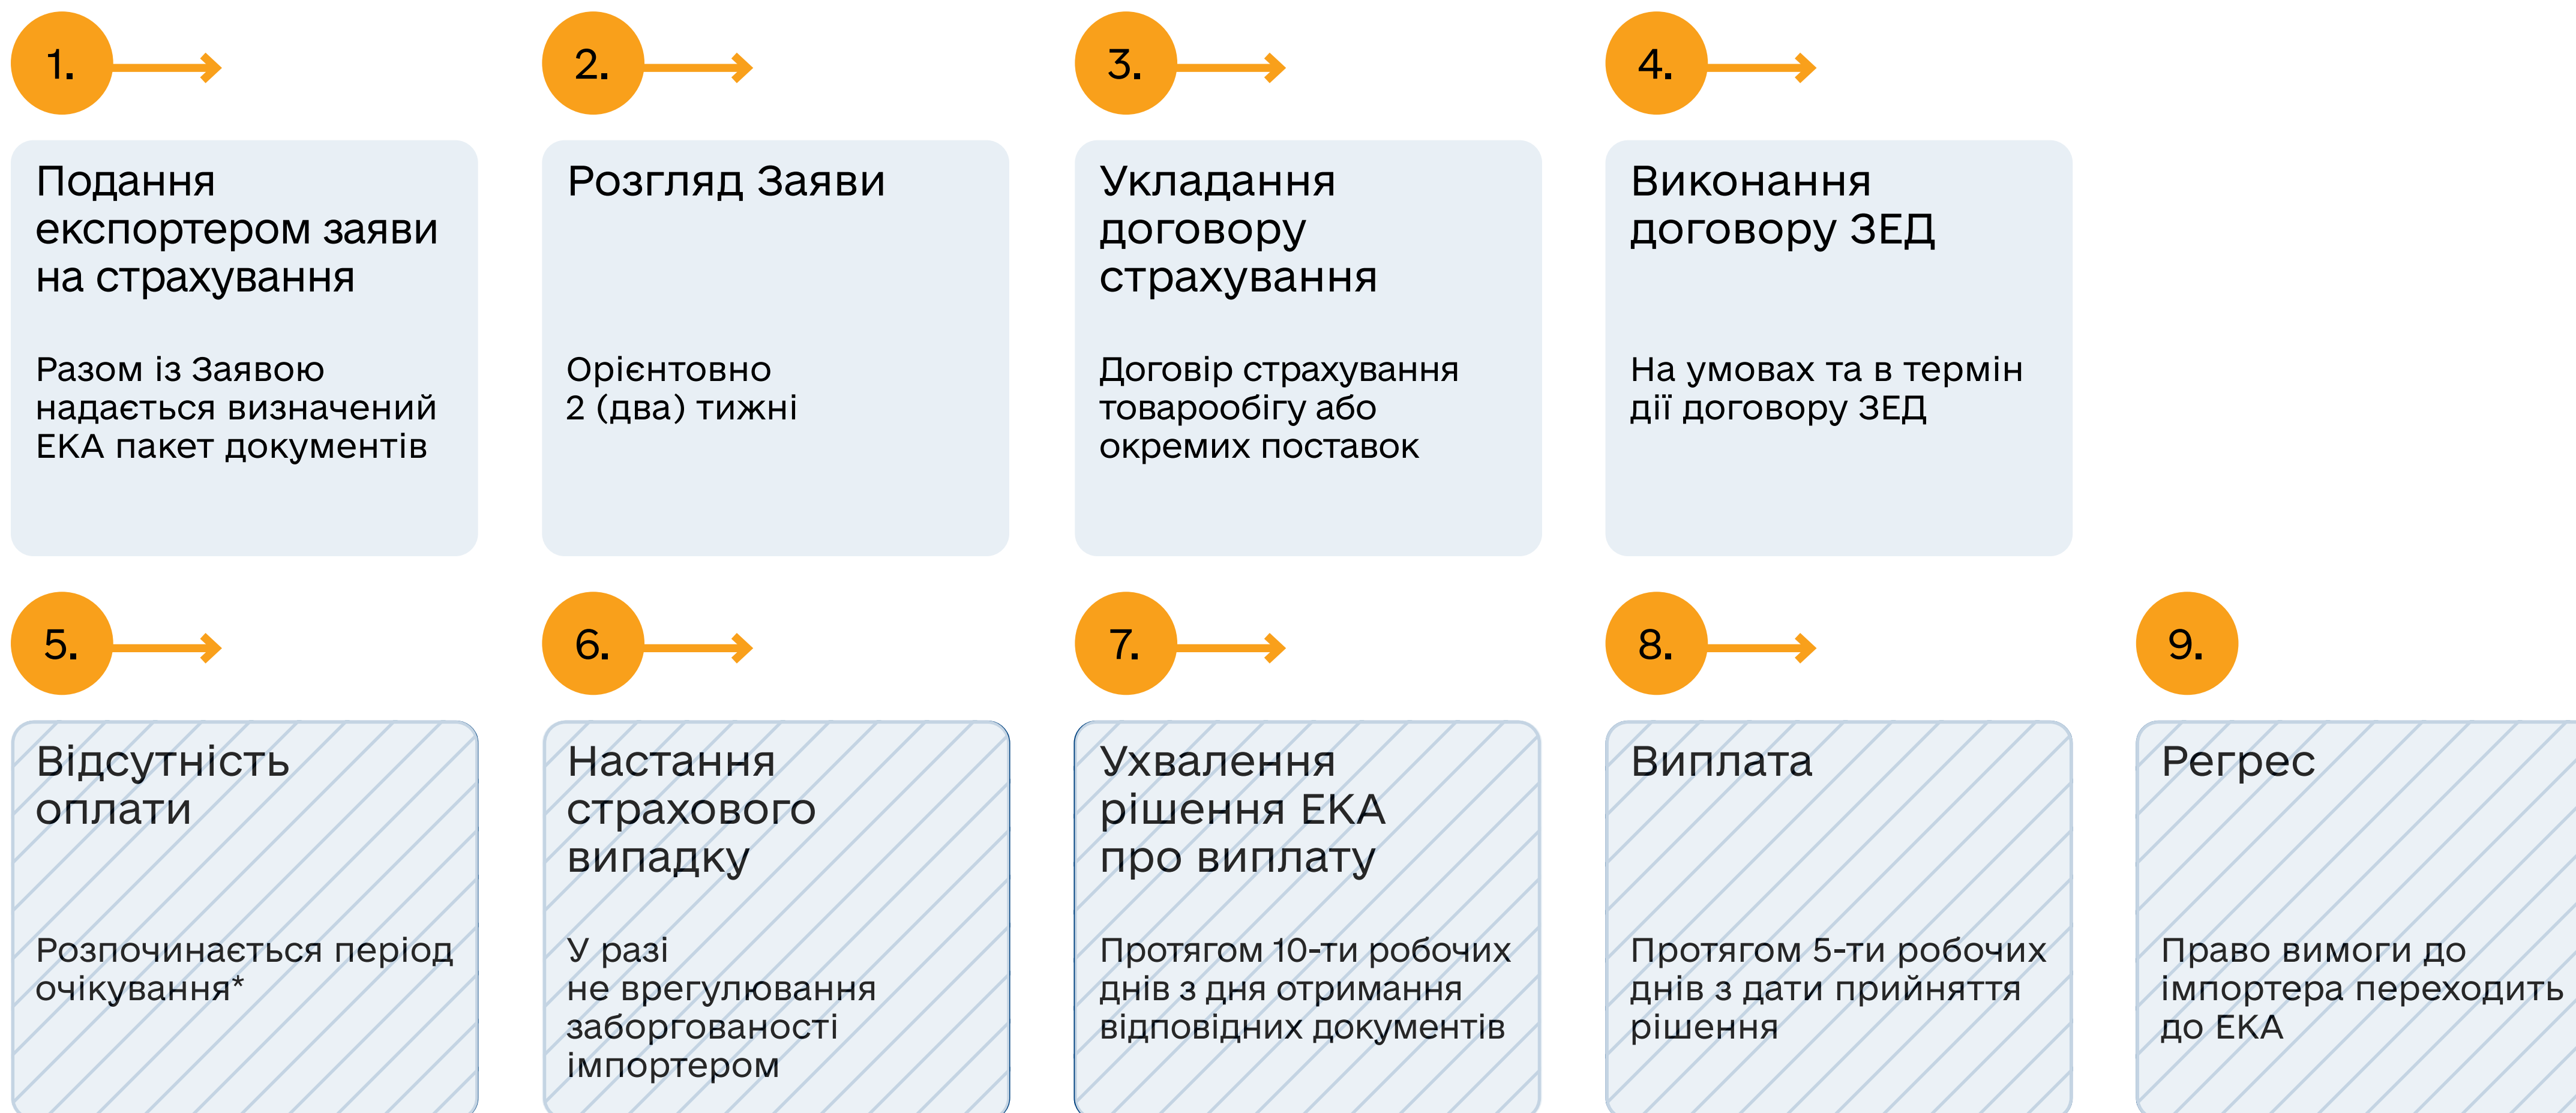 1.
Подання
експортером заяви
на страхування
Разом із Заявою
надається визначений
ЕКА пакет документів
2.
Розгляд Заяви
Орієнтовно
2 (два) тижні
3.
Укладання
договору
страхування
Договір страхування
товарообігу або
окремих поставок
4.
Виконання
договору ЗЕД
На умовах та в термін
дії договору ЗЕД
5.
Відсутність
оплати
Розпочинається період
очікування*
6.
Настання
страхового
випадку
У разі
не врегулювання
заборгованості
імпортером
7.
Ухвалення
рішення ЕКА
про виплату
Протягом 10-ти робочих
днів з дня отримання
відповідних документів
8.
Виплата
Протягом 5-ти робочих
днів з дати прийняття
рішення
9.
Регрес
Право вимоги до
імпортера переходить
до ЕКА